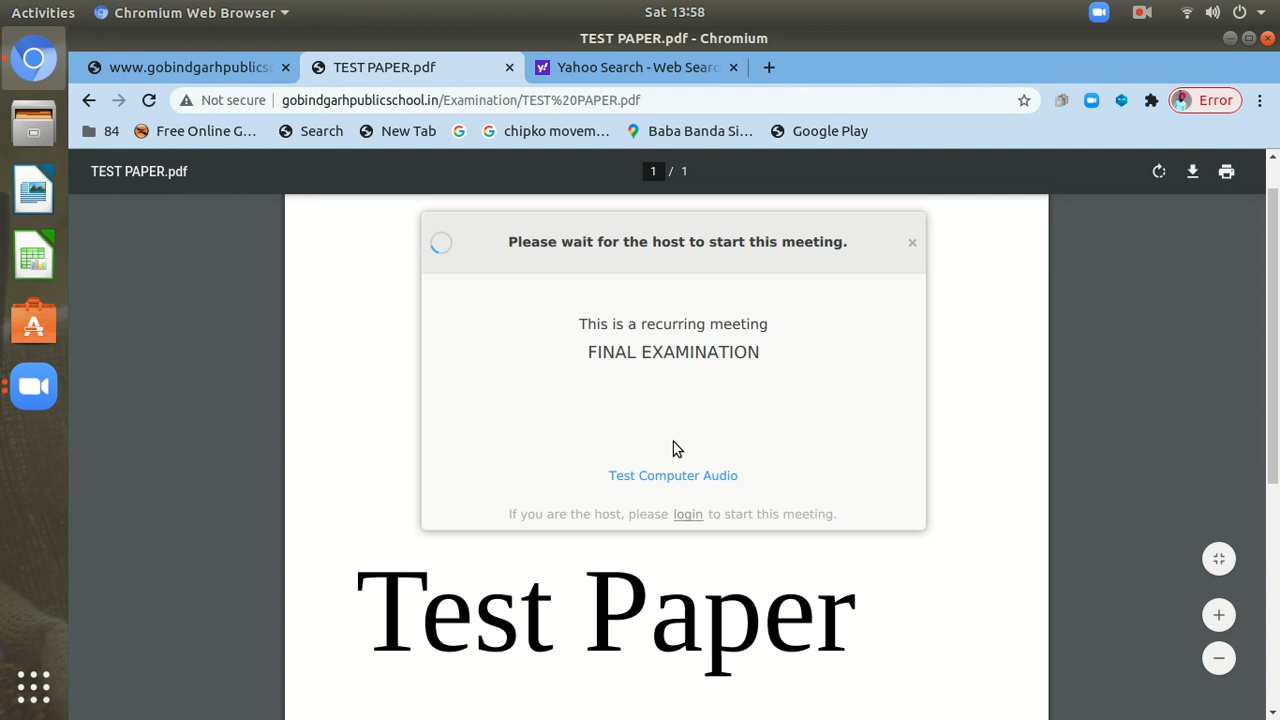 Activities Chromium Web Browser Sat 13:58
TEST PAPER.pdf - Chromium
www.gobindgarhpublicsc TEST PAPER.pdf Yahoo Search - Web Searc
Not secure gobindgarhpublicschool.in/Examination/TEST%20PAPER.pdf Error
84 Free Online G... Search New Tab chipko movem... Baba Banda Si... Google Play
TEST PAPER.pdf 1 / 1
Please wait for the host to start this meeting.
This is a recurring meeting
FINAL EXAMINATION
Test Computer Audio
If you are the host, please login to start this meeting.
Test Paper